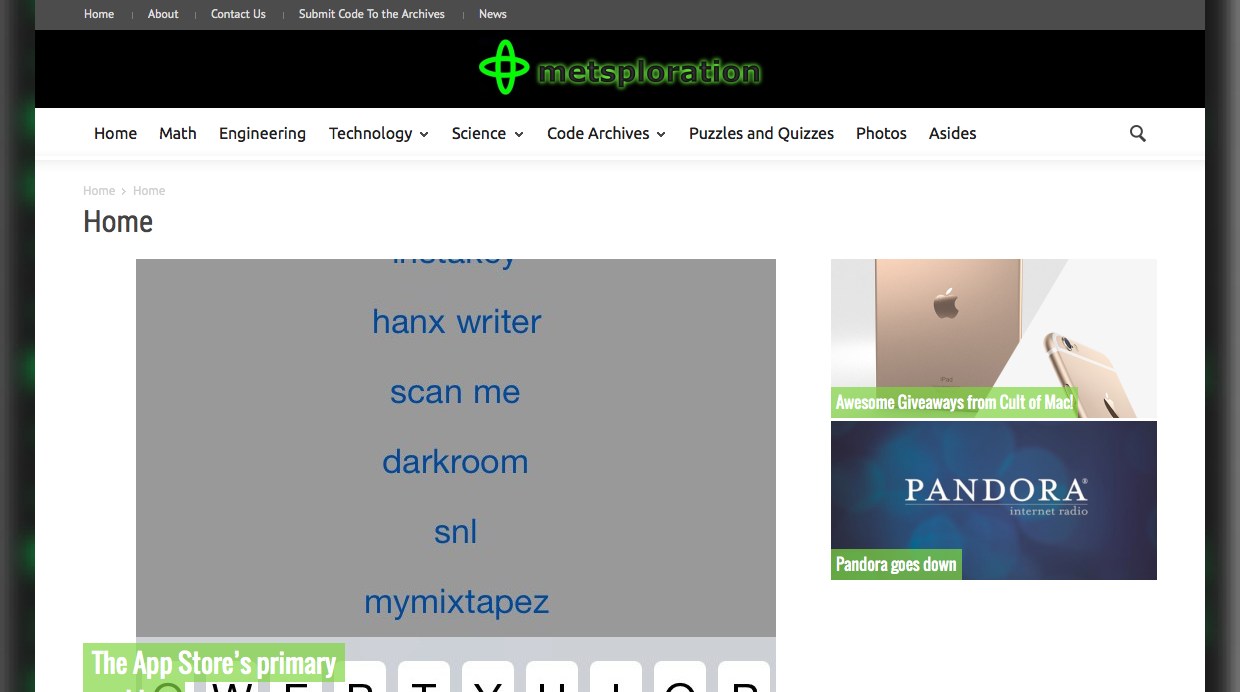 Home About Contact Us Submit Code To the Archives News
metsploration
Home Math Engineering Technology Science Code Archives Puzzles and Quizzes Photos Asides
Home > Home
Home
instakey
hanx writer
scan me
darkroom
snl
mymixtapez
The App Store's primary
Q W E R T Y U I O P
iPad
Awesome Giveaways from Cult of Mac!
PANDORA®
internet radio
Pandora goes down